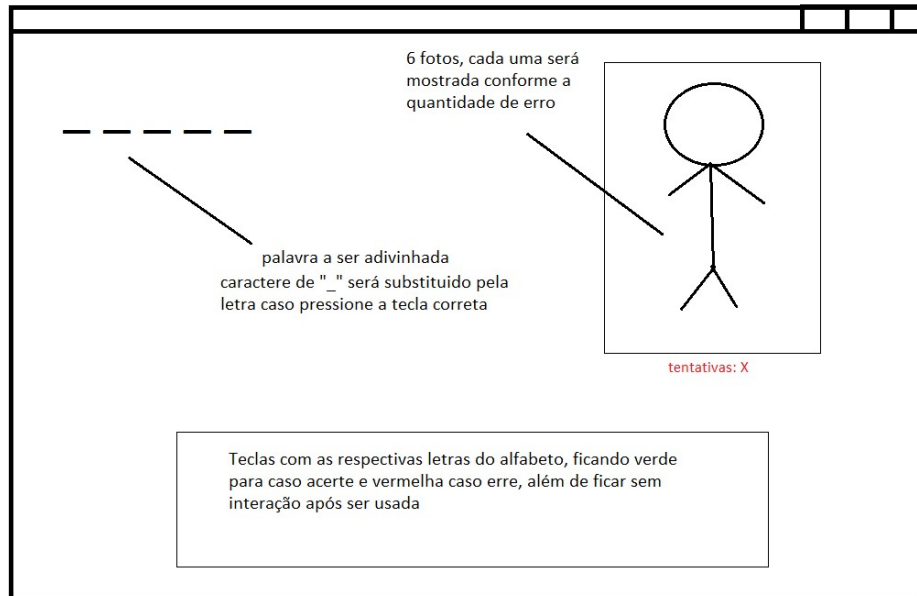 6 fotos, cada uma será
mostrada conforme a
quantidade de erro
_ _ _ _ _
palavra a ser adivinhada
caractere de "_" será substituido pela
letra caso pressione a tecla correta
tentativas: X
Teclas com as respectivas letras do alfabeto, ficando verde
para caso acerte e vermelha caso erre, além de ficar sem
interação após ser usada